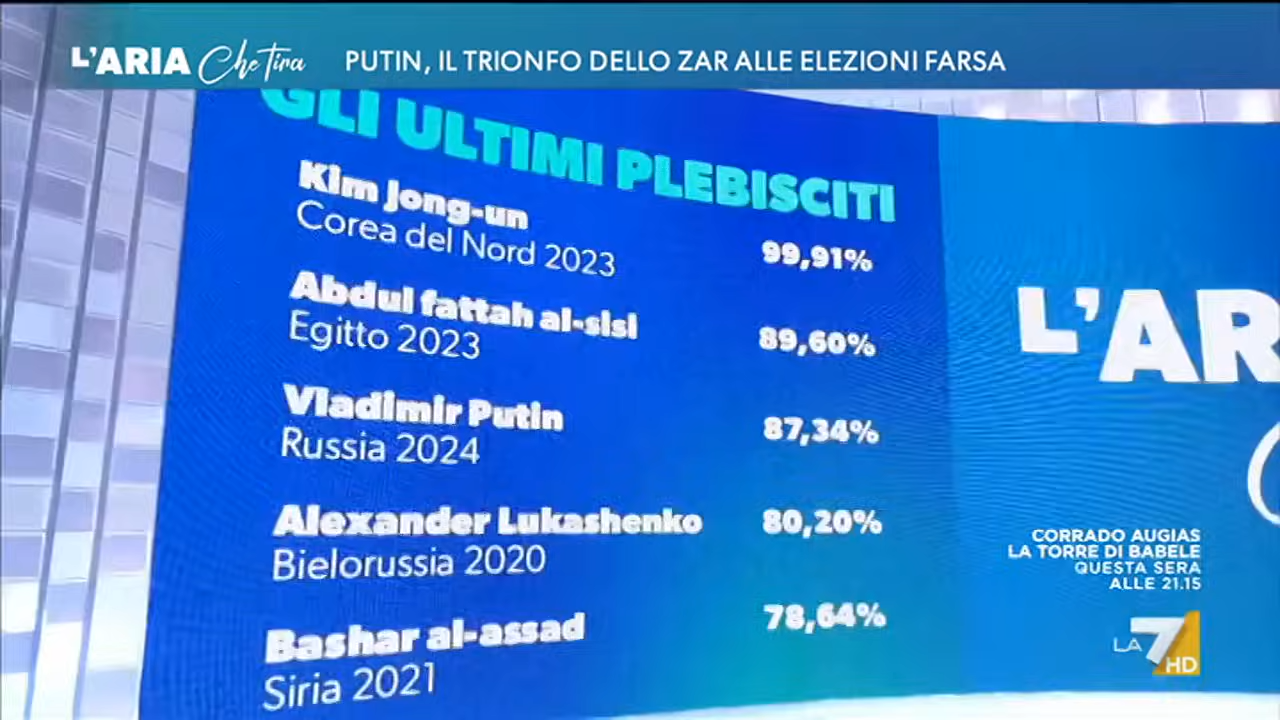 L'ARIA Che tira
PUTIN, IL TRIONFO DELLO ZAR ALLE ELEZIONI FARSA
GLI ULTIMI PLEBISCITI
Kim Jong-un
Corea del Nord 2023
99,91%
Abdul fattah al-sisi
Egitto 2023
89,60%
Vladimir Putin
Russia 2024
87,34%
Alexander Lukashenko
Bielorussia 2020
80,20%
Bashar al-assad
Siria 2021
78,64%
L'AR
CORRADO AUGIAS
LA TORRE DI BABELE
QUESTA SERA
ALLE 21.15
LA 7 HD